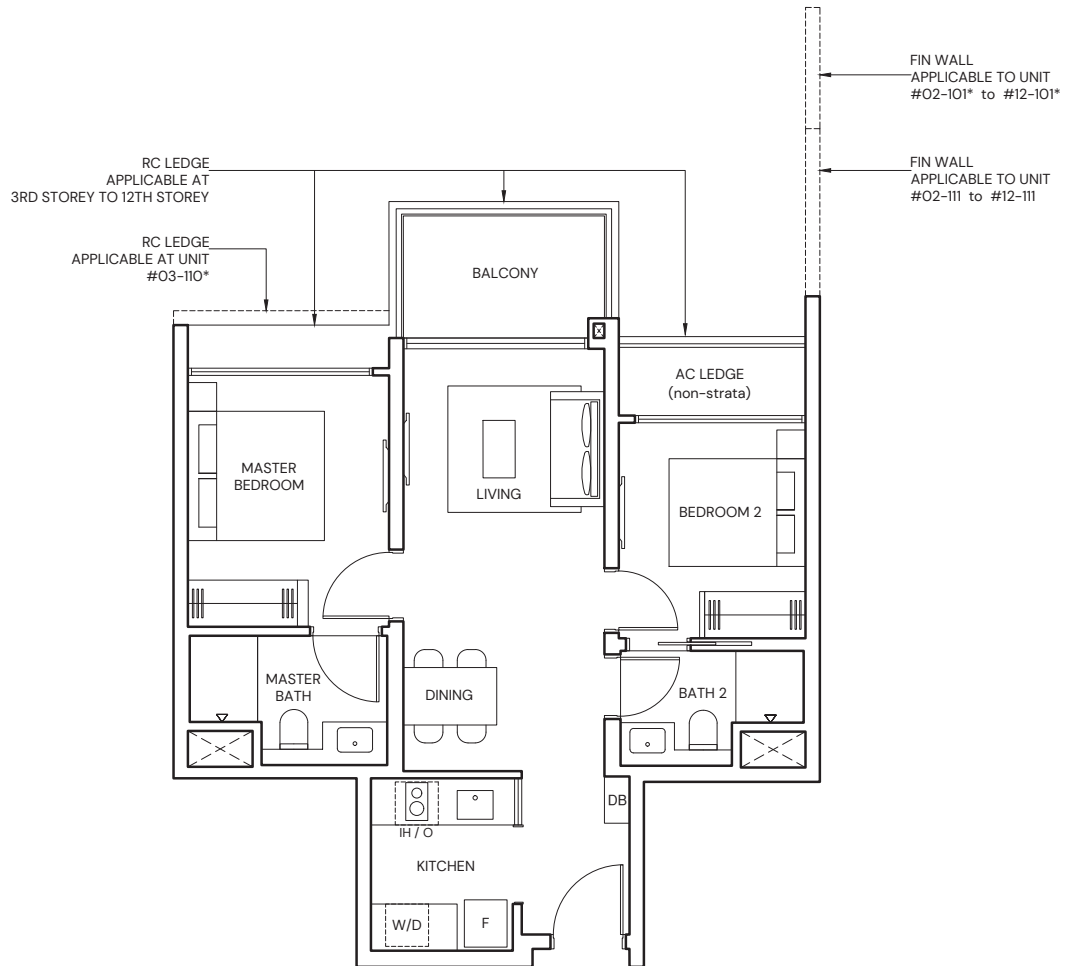 FIN WALL
APPLICABLE TO UNIT
#02-101* to #12-101*
RC LEDGE
APPLICABLE AT
3RD STOREY TO 12TH STOREY
FIN WALL
APPLICABLE TO UNIT
#02-111 to #12-111
RC LEDGE
APPLICABLE AT UNIT
#03-110*
BALCONY
AC LEDGE
(non-strata)
MASTER
BEDROOM
LIVING
BEDROOM 2
MASTER
BATH
DINING
BATH 2
DB
IH / O
KITCHEN
W/D
F